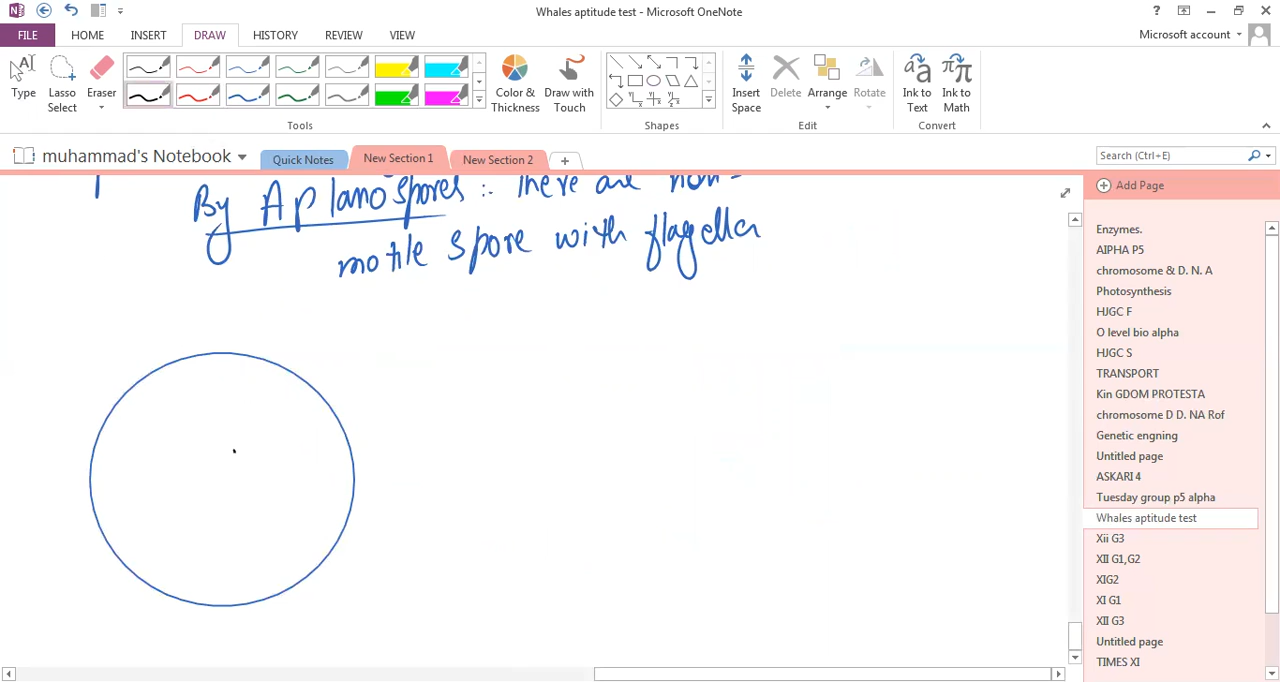 Whales aptitude test - Microsoft OneNote
?
Microsoft account
FILE HOME INSERT DRAW HISTORY REVIEW VIEW
Type
Lasso Select
Eraser
Color & Thickness
Draw with Touch
Insert Space
Delete
Arrange
Rotate
Ink to Text
Ink to Math
Tools
Shapes
Edit
Convert
muhammad's Notebook
Quick Notes
New Section 1
New Section 2
Search (Ctrl+E)
By Aplanospores :- There are non-
motile spore with flagella
Add Page
Enzymes.
AlPHA P5
chromosome & D. N. A
Photosynthesis
HJGC F
O level bio alpha
HJGC S
TRANSPORT
Kin GDOM PROTESTA
chromosome D D. NA Rof
Genetic engning
Untitled page
ASKARI 4
Tuesday group p5 alpha
Whales aptitude test
Xii G3
XII G1,G2
XIG2
XI G1
XII G3
Untitled page
TIMES XI